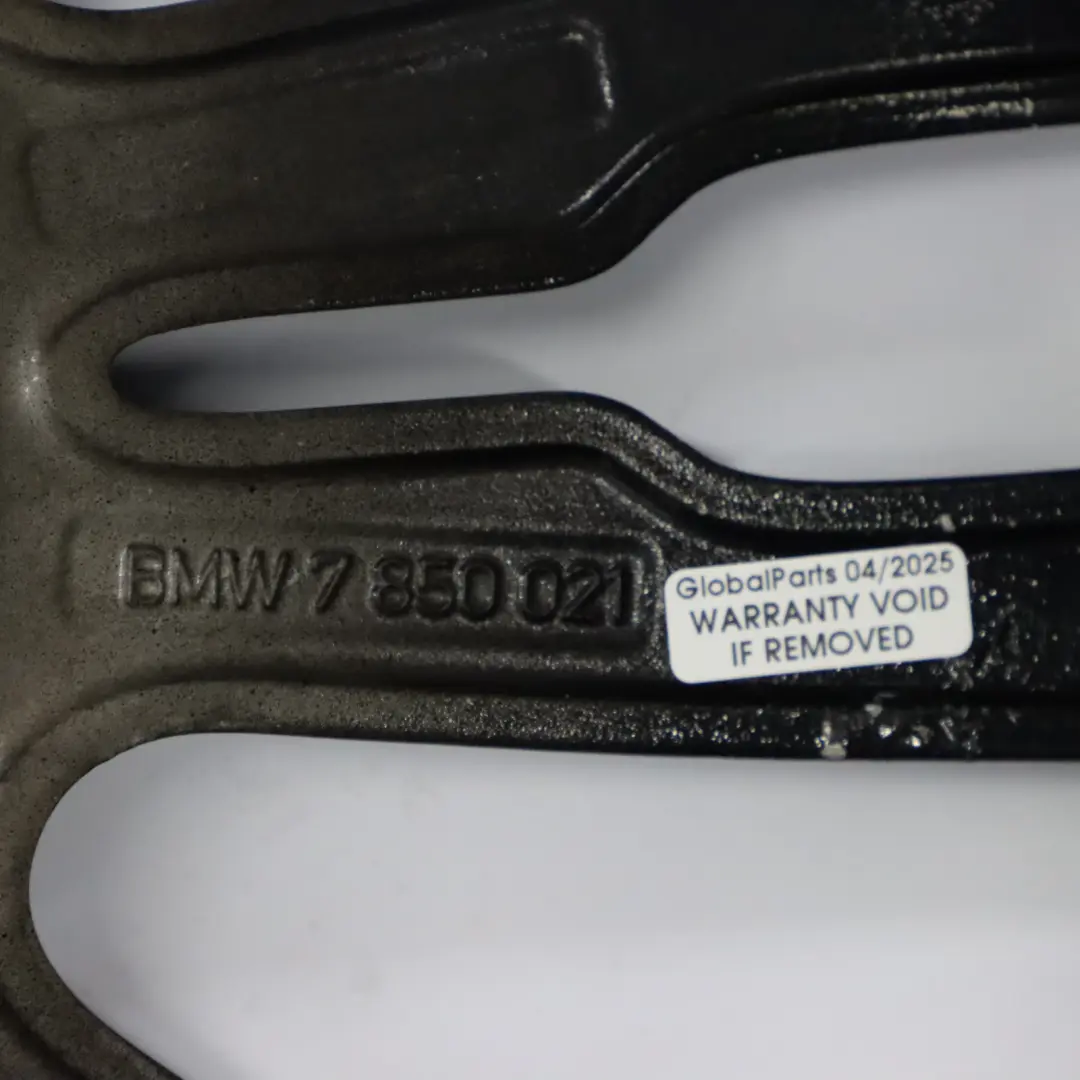 BMW 7 850 021
GlobalParts 04/2025
WARRANTY VOID
IF REMOVED